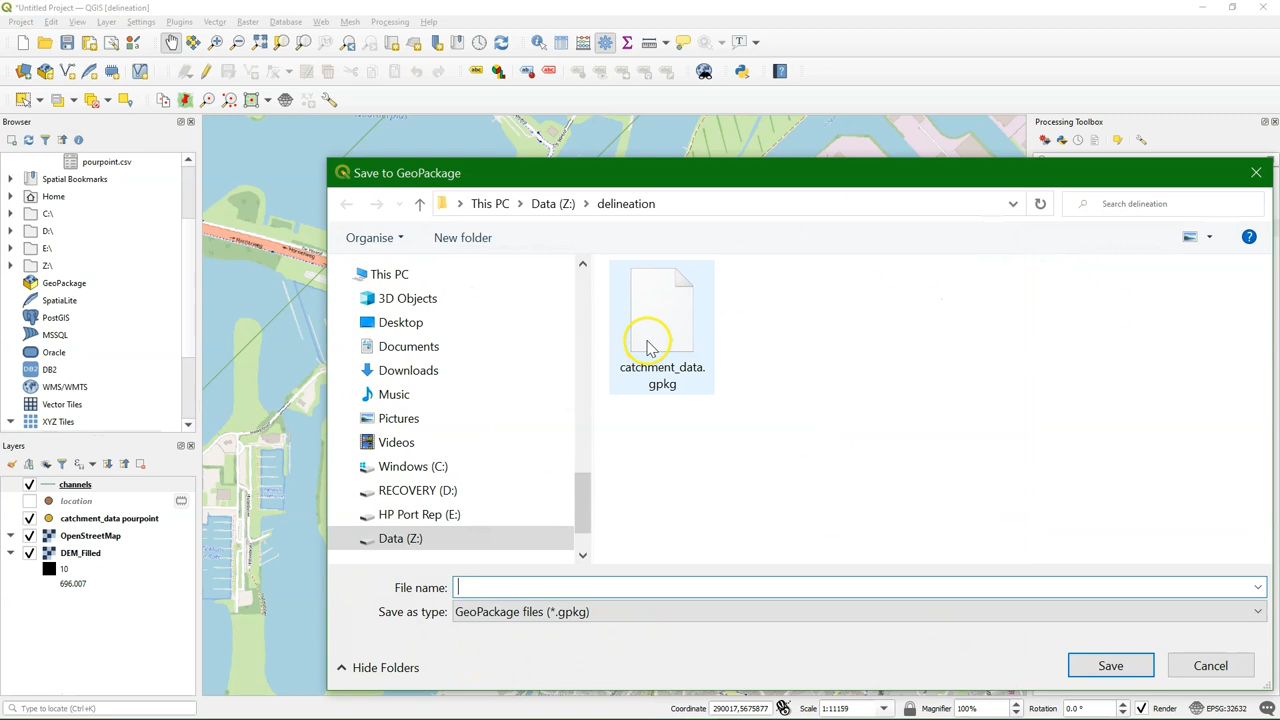 *Untitled Project — QGIS [delineation]
Project Edit View Layer Settings Plugins Vector Raster Database Web Mesh Processing Help
Browser
pourpoint.csv
Spatial Bookmarks
Home
C:\
D:\
E:\
Z:\
GeoPackage
SpatiaLite
PostGIS
MSSQL
Oracle
DB2
WMS/WMTS
Vector Tiles
XYZ Tiles
Layers
channels
location
catchment_data pourpoint
OpenStreetMap
DEM_Filled
10
696.007
Processing Toolbox
Save to GeoPackage
This PC > Data (Z:) > delineation
Search delineation
Organise
New folder
This PC
3D Objects
Desktop
Documents
Downloads
Music
Pictures
Videos
Windows (C:)
RECOVERY (D:)
HP Port Rep (E:)
Data (Z:)
catchment_data.
gpkg
File name:
Save as type: GeoPackage files (*.gpkg)
Hide Folders
Save
Cancel
Type to locate (Ctrl+K)
Coordinate 290017,5675877 Scale 1:11159 Magnifier 100% Rotation 0.0 ° Render EPSG:32632